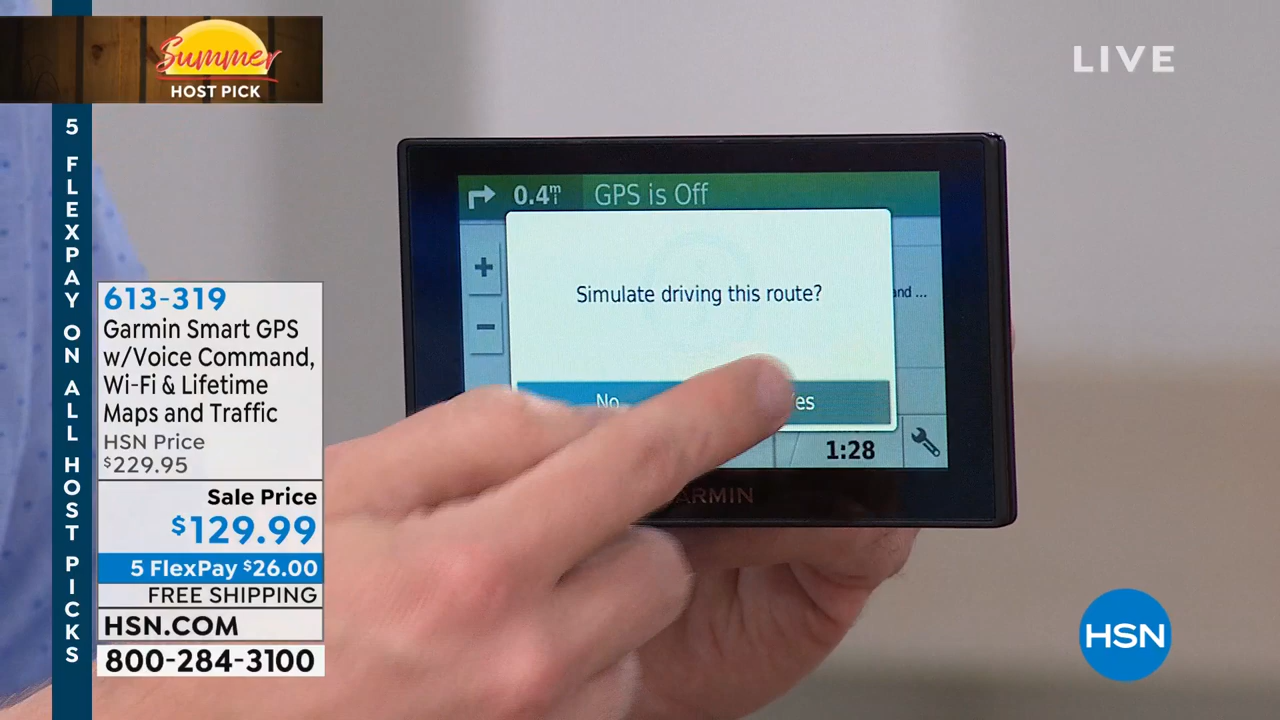 Summer
HOST PICK
LIVE
5 FLEXPAY ON ALL HOST PICKS
0.4 mi GPS is Off
Simulate driving this route?
and ...
No
1:28
GARMIN
613-319
Garmin Smart GPS
w/Voice Command,
Wi-Fi & Lifetime
Maps and Traffic
HSN Price
$229.95
Sale Price
$129.99
5 FlexPay $26.00
FREE SHIPPING
HSN.COM
800-284-3100
HSN